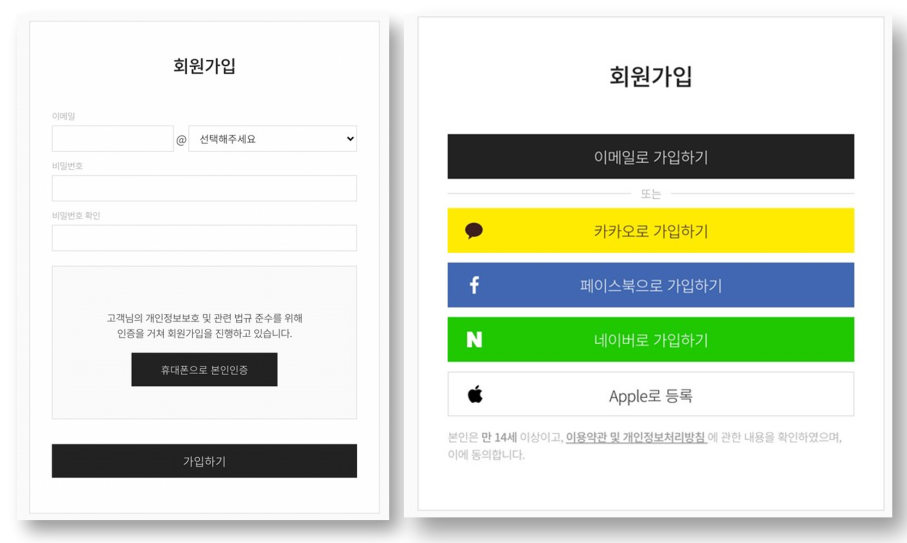 회원가입
이메일
@ 선택해주세요
비밀번호
비밀번호 확인
고객님의 개인정보보호 및 관련 법규 준수를 위해
인증을 거쳐 회원가입을 진행하고 있습니다.
휴대폰으로 본인인증
가입하기
회원가입
이메일로 가입하기
또는
카카오로 가입하기
f 페이스북으로 가입하기
N 네이버로 가입하기
Apple로 등록
본인은 만 14세 이상이고, 이용약관 및 개인정보처리방침 에 관한 내용을 확인하였으며,
이에 동의합니다.